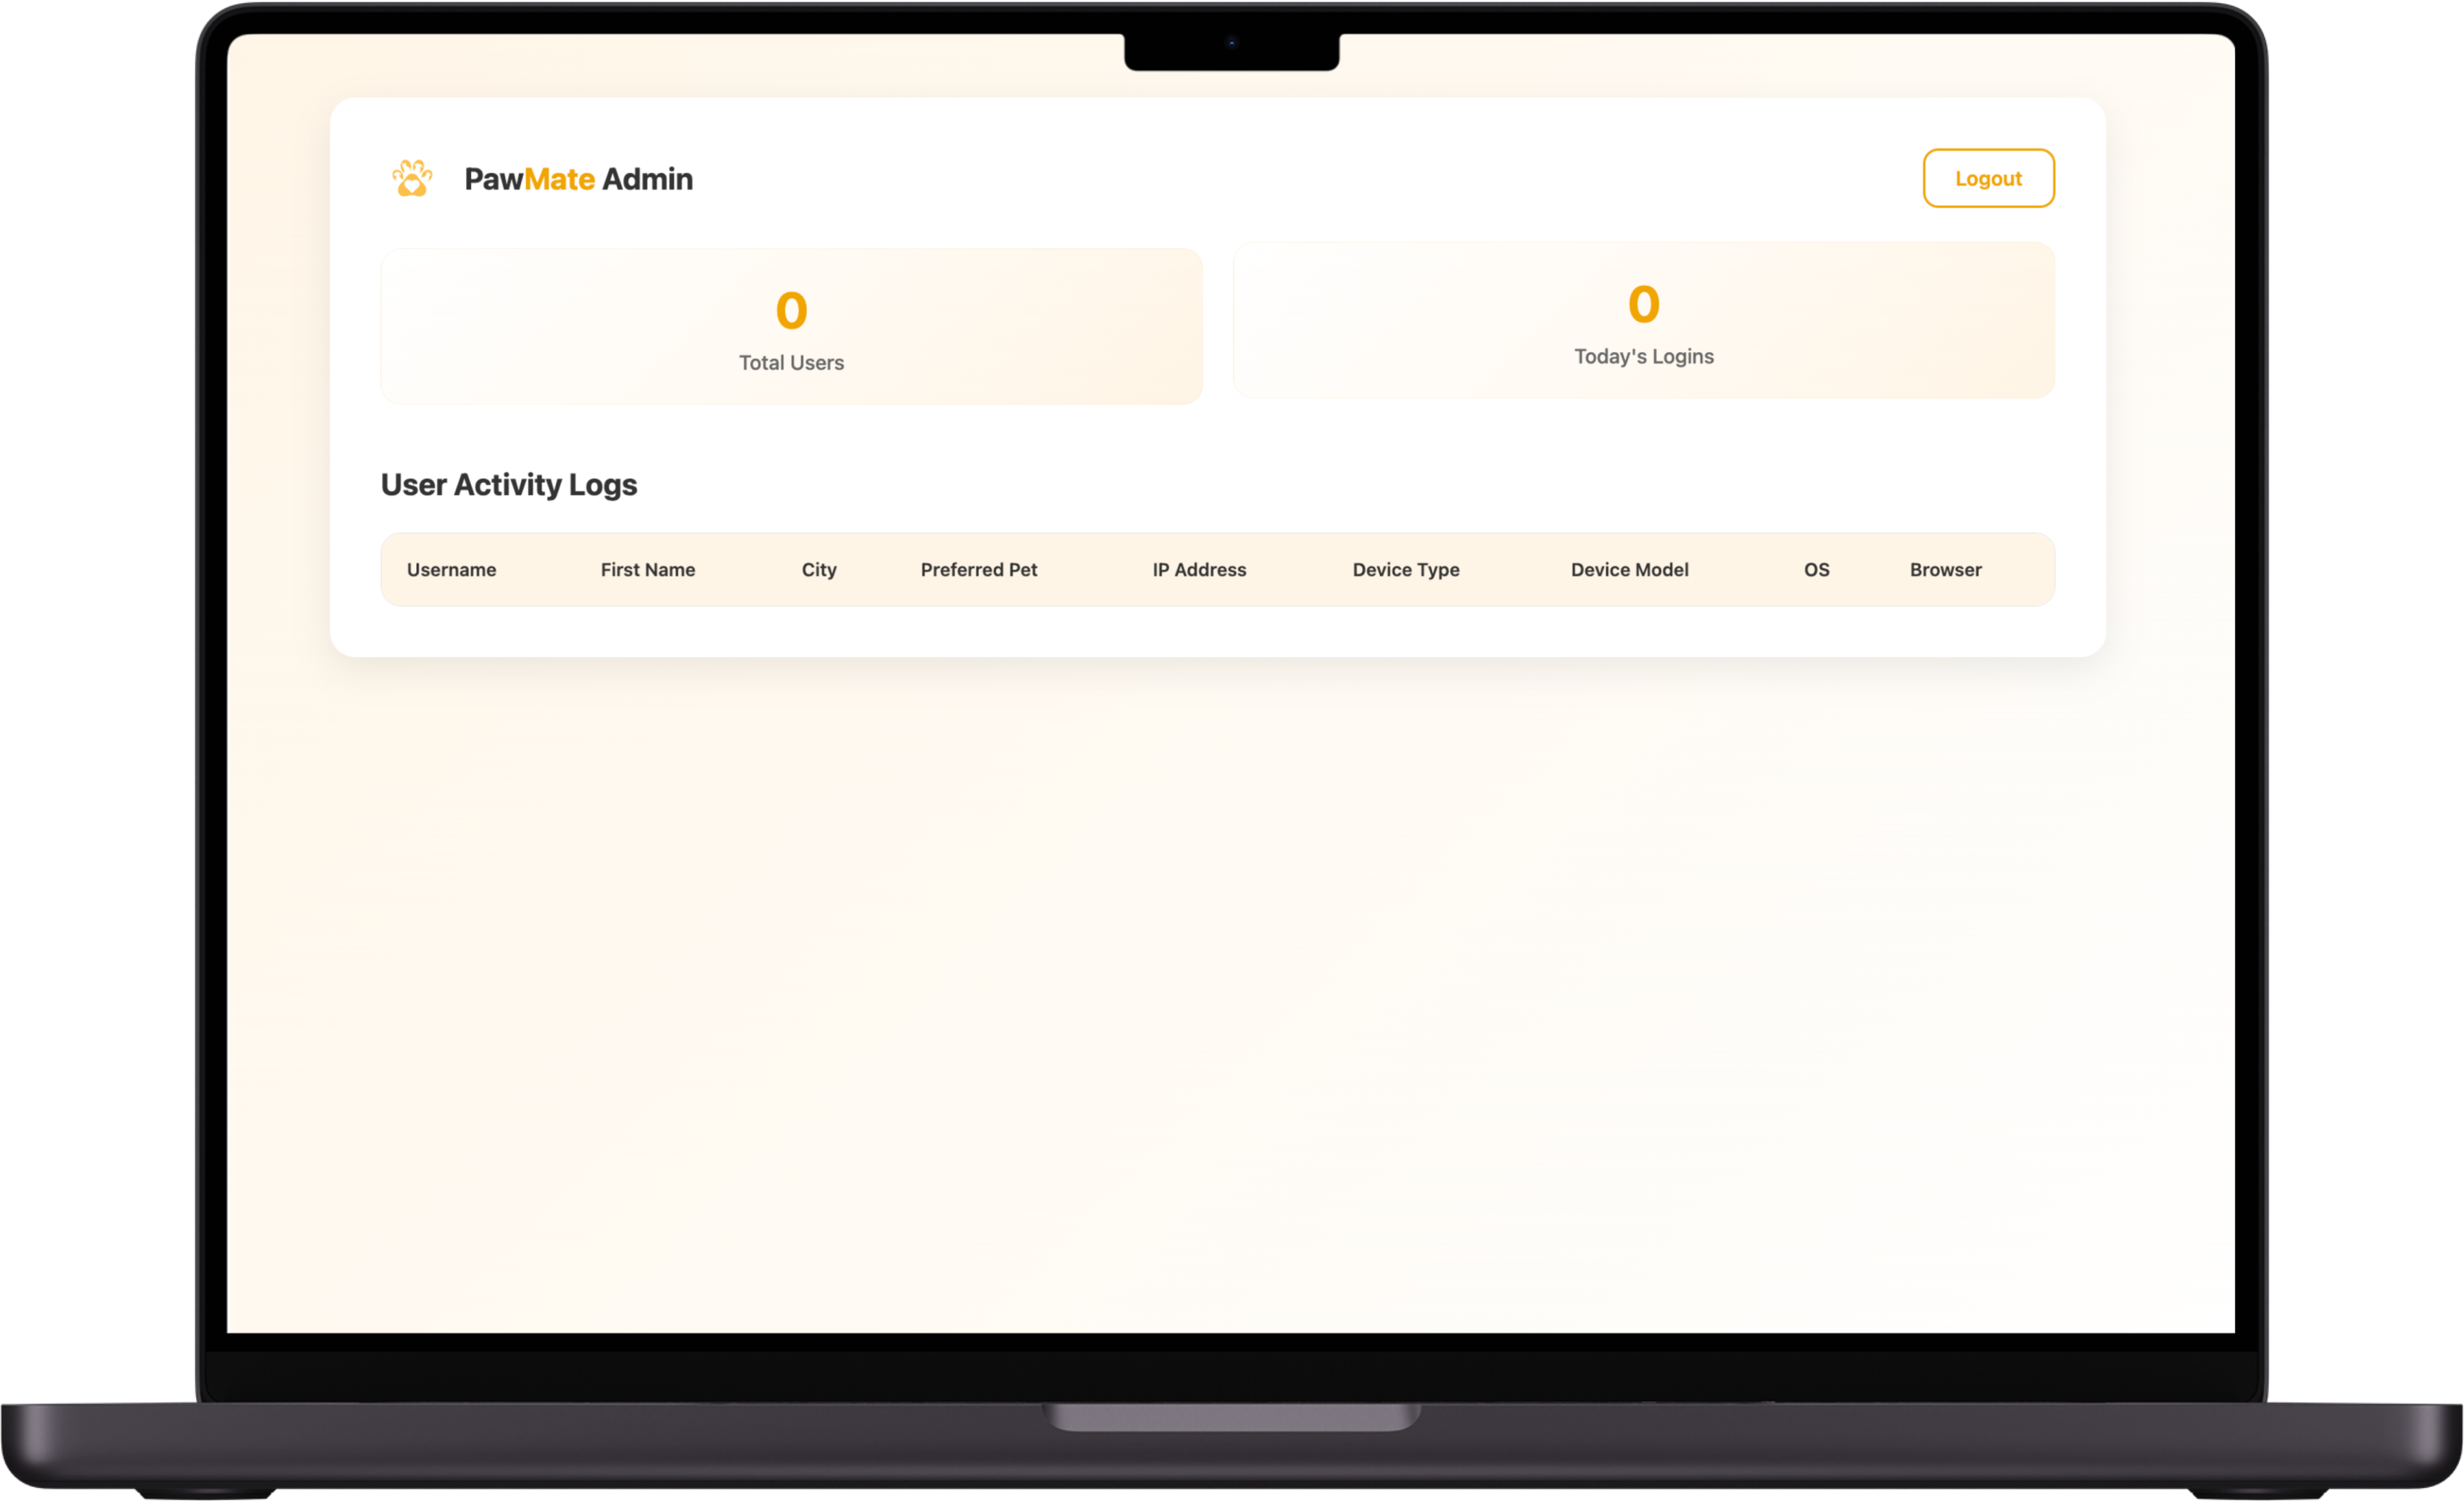 PawMate Admin
Logout
0
Total Users
0
Today's Logins
User Activity Logs
Username First Name City Preferred Pet IP Address Device Type Device Model OS Browser